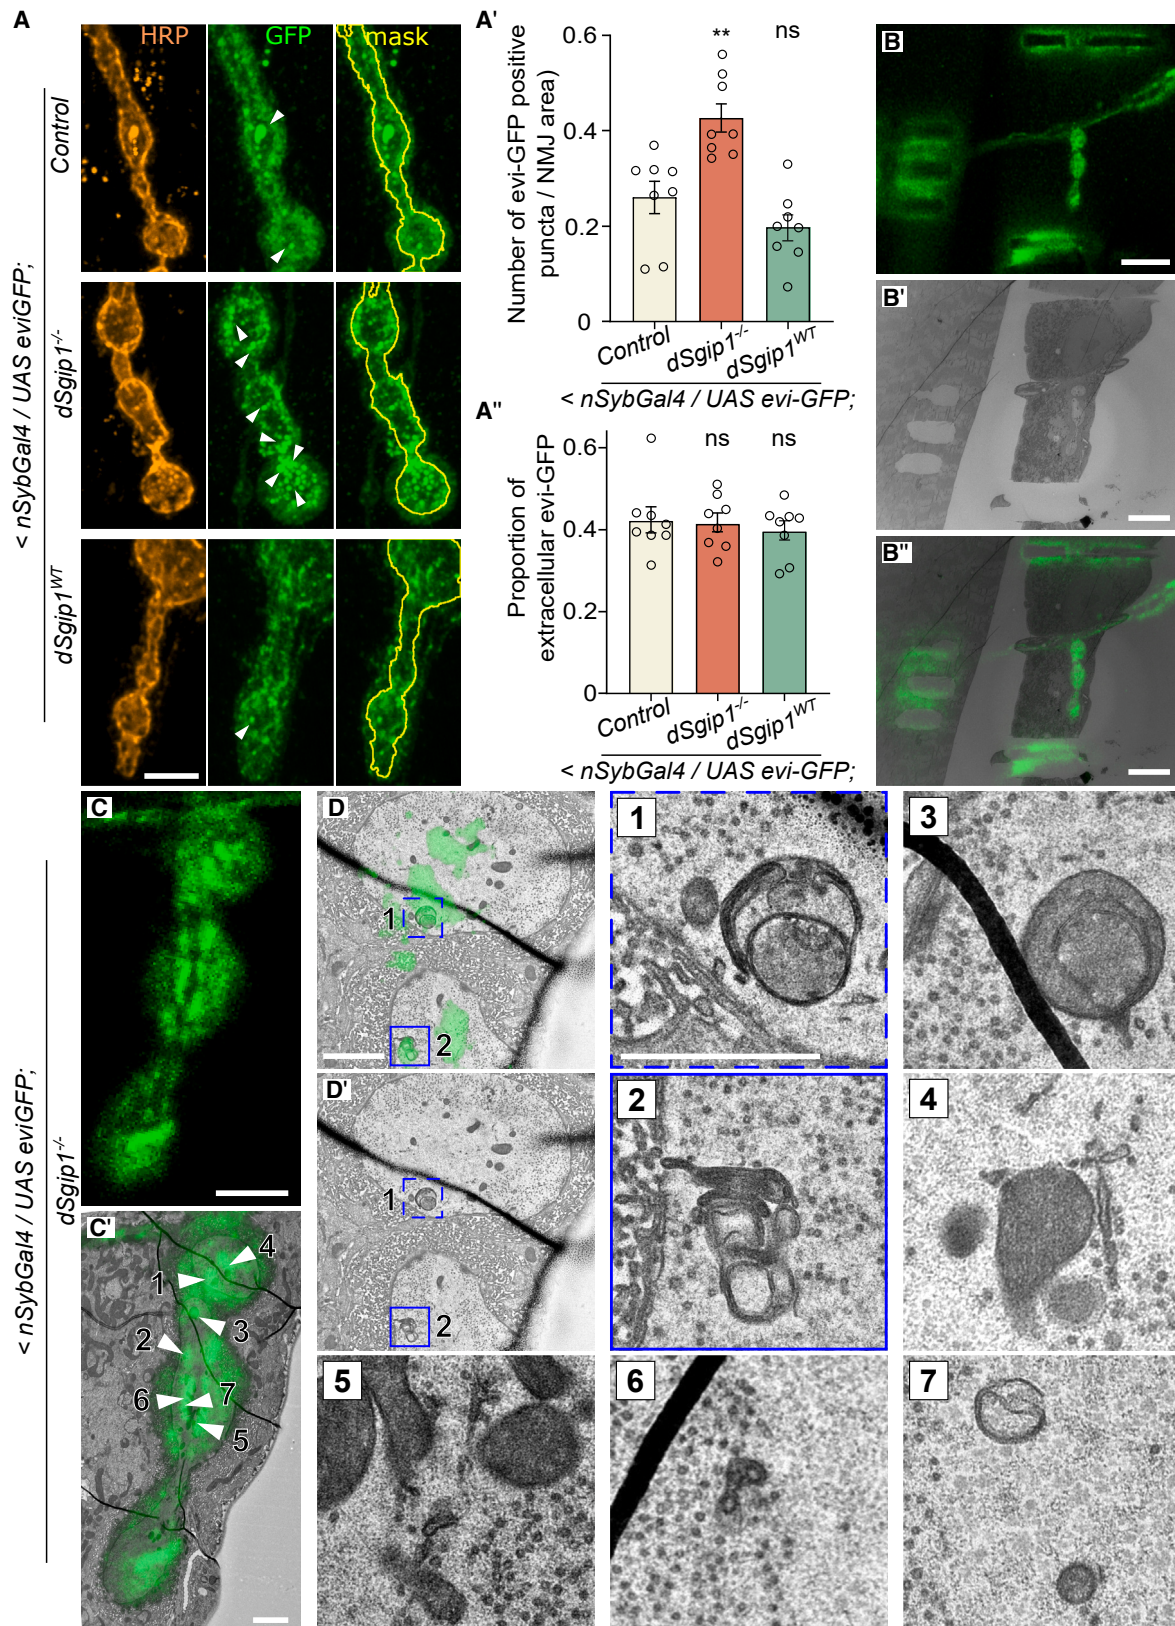 A
HRP
GFP
mask
Control
dSgip1-/-
dSgip1WT
< nSybGal4 / UAS eviGFP;
A'
Number of evi-GFP positive
puncta / NMJ area)
0.6
0.4
0.2
0
**
ns
Control
dSgip1-/-
dSgip1WT
< nSybGal4 / UAS evi-GFP;
A"
Proportion of
extracellular evi-GFP
0.6
0.4
0.2
0
ns
ns
Control
dSgip1-/-
dSgip1WT
< nSybGal4 / UAS evi-GFP;
B
B'
B"
< nSybGal4 / UAS eviGFP;
dSgip1-/-
C
C'
1
4
2
3
6
7
5
D
1
2
D'
1
2
1
3
2
4
5
6
7